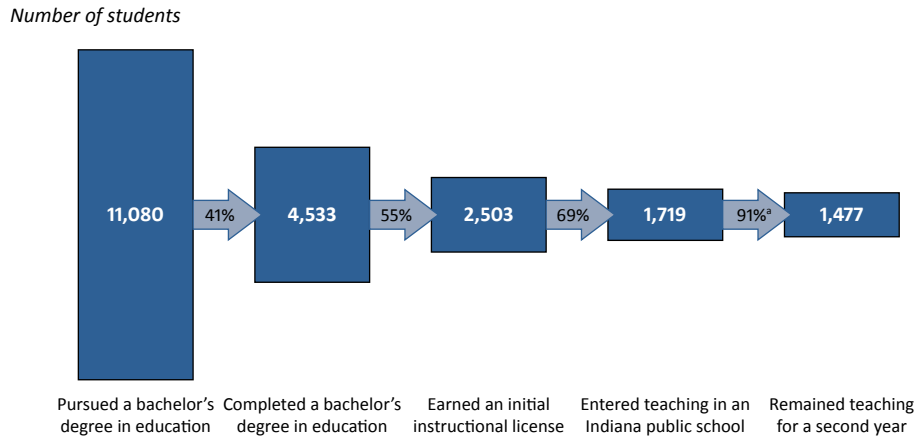 Number of students
11,080
41%
4,533
55%
2,503
69%
1,719
91%ᵃ
1,477
Pursued a bachelor’s
degree in education
Completed a bachelor’s
degree in education
Earned an initial
instructional license
Entered teaching in an
Indiana public school
Remained teaching
for a second year